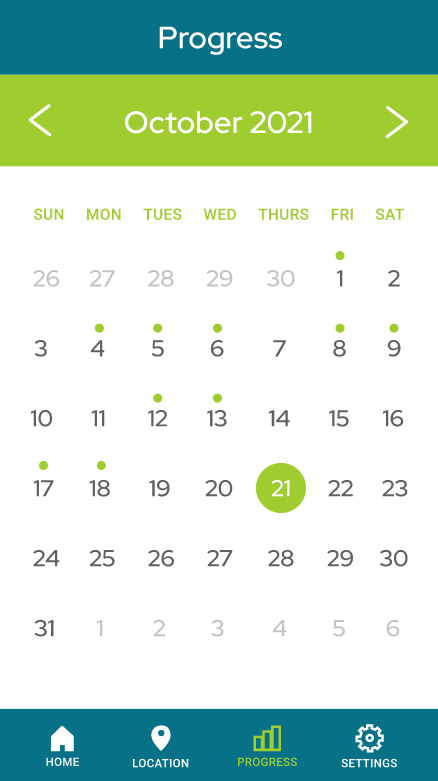 Progress
October 2021
SUN MON TUES WED THURS FRI SAT
26 27 28 29 30 1 2
3 4 5 6 7 8 9
10 11 12 13 14 15 16
17 18 19 20 21 22 23
24 25 26 27 28 29 30
31 1 2 3 4 5 6
HOME LOCATION PROGRESS SETTINGS